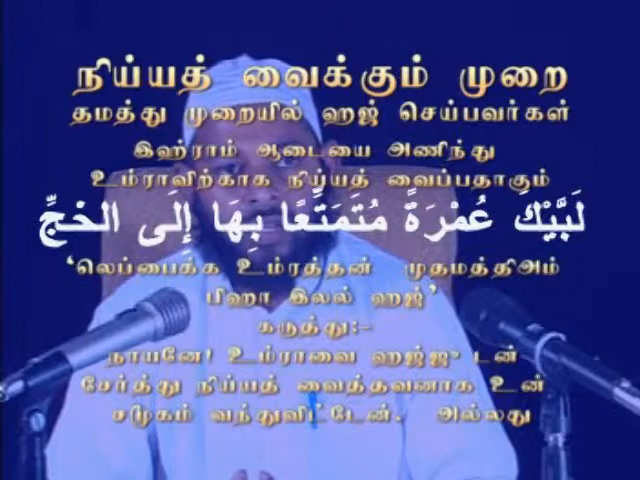 நிய்யத் வைக்கும் முறை
தமத்து முறையில் ஹஜ் செய்பவர்கள்
இஹ்ராம் ஆடையை அணிந்து
உம்ராவிற்காக நிய்யத் வைப்பதாகும்
لَبَّيْكَ عُمْرَةً مُتَمَتِّعًا بِهَا إِلَى الْحَجِّ
‘லெப்பைக்க உம்ரத்தன் முதமத்திஅம்
பிஹா இலல் ஹஜ்’
கருத்து:-
நாயனே! உம்ராவை ஹஜ்ஜுடன்
சேர்த்து நிய்யத் வைத்தவனாக உன்
சமூகம் வந்துவிட்டேன். அல்லது